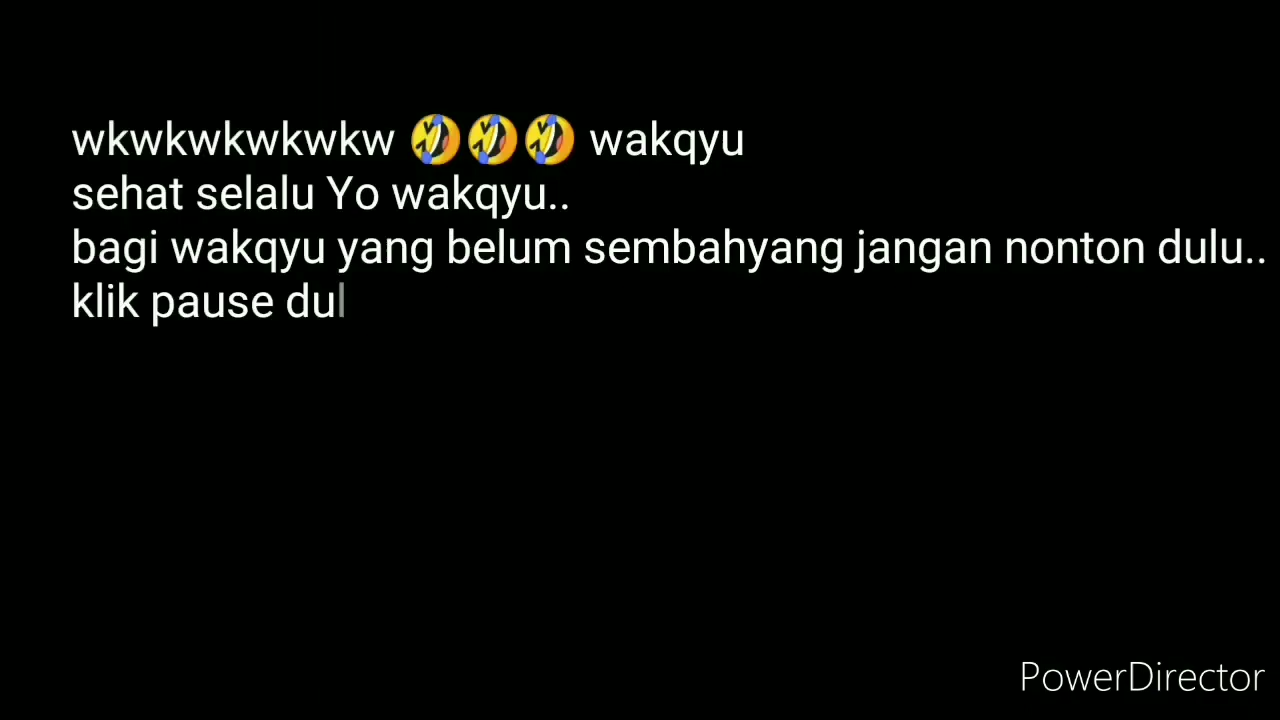 wkwkwkwkwkw 🤣🤣🤣 wakqyu
sehat selalu Yo wakqyu..
bagi wakqyu yang belum sembahyang jangan nonton dulu..
klik pause dul
PowerDirector